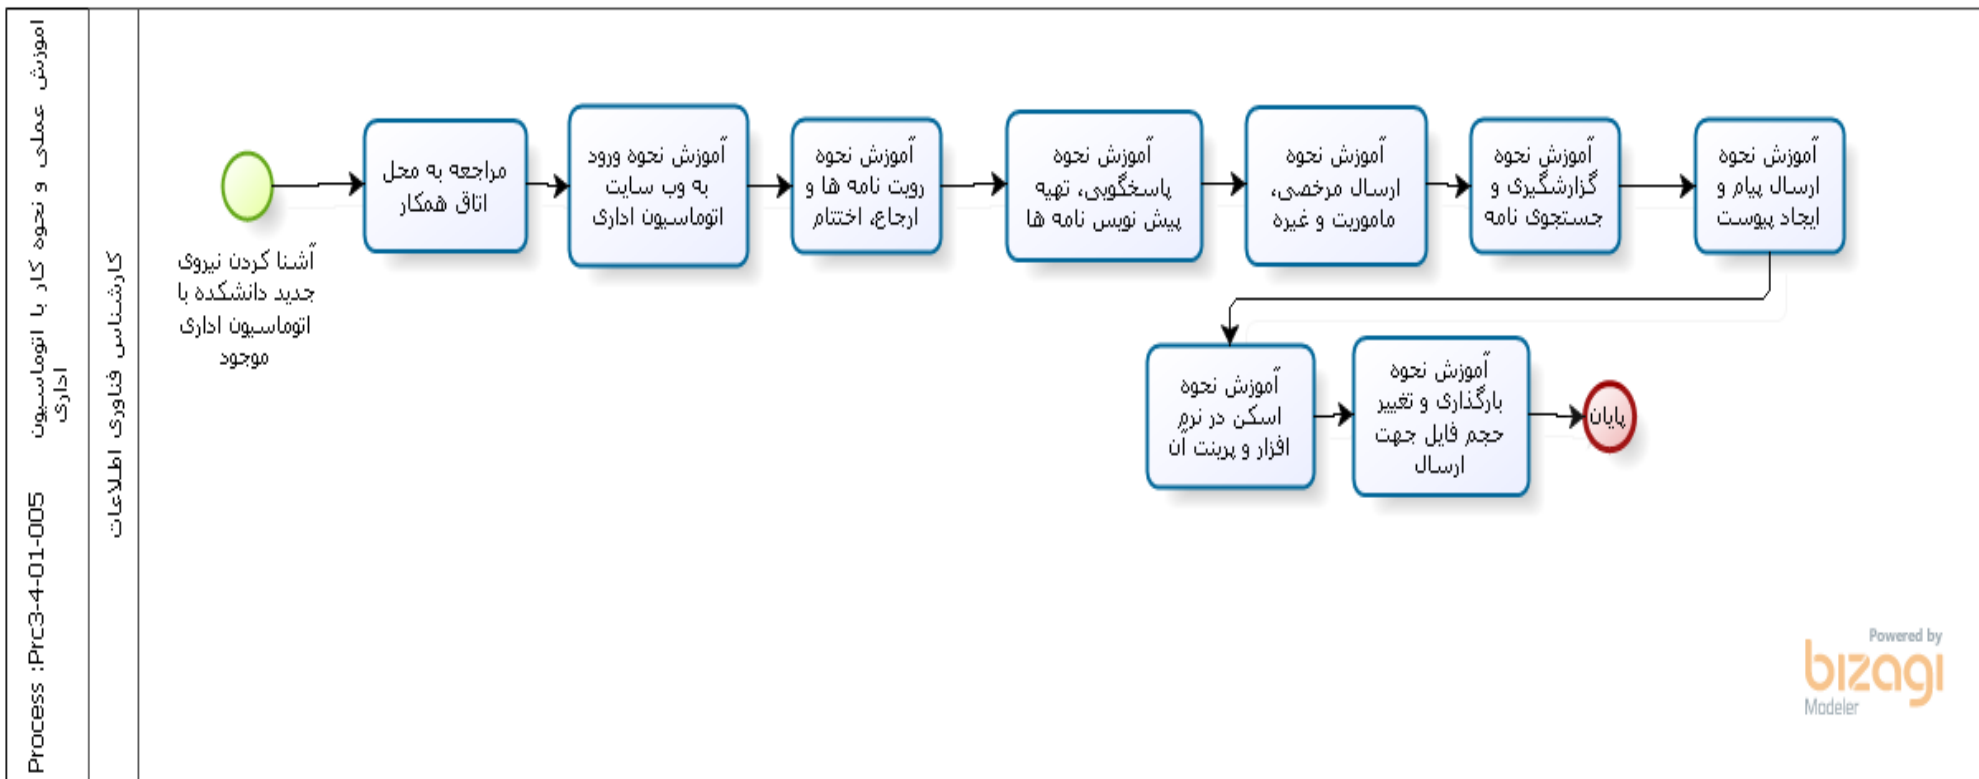 Process :Prc3-4-01-005 آموزش عملی و نحوه کار با اتوماسیون
اداری
کارشناس فناوری اطلاعات
آشنا کردن نیروی
جدید دانشکده با
اتوماسیون اداری
موجود
مراجعه به محل
اتاق همکار
آموزش نحوه ورود
به وب سایت
اتوماسیون اداری
آموزش نحوه
رویت نامه ها و
ارجاع، اختتام
آموزش نحوه
پاسخگویی، تهیه
پیش نویس نامه ها
آموزش نحوه
ارسال مرخصی،
ماموریت و غیره
آموزش نحوه
گزارشگیری و
جستجوی نامه
آموزش نحوه
ارسال پیام و
ایجاد پیوست
آموزش نحوه
اسکن در نرم
افزار و پرینت آن
آموزش نحوه
بارگذاری و تغییر
حجم فایل جهت
ارسال
پایان
Powered by
bizagi
Modeler